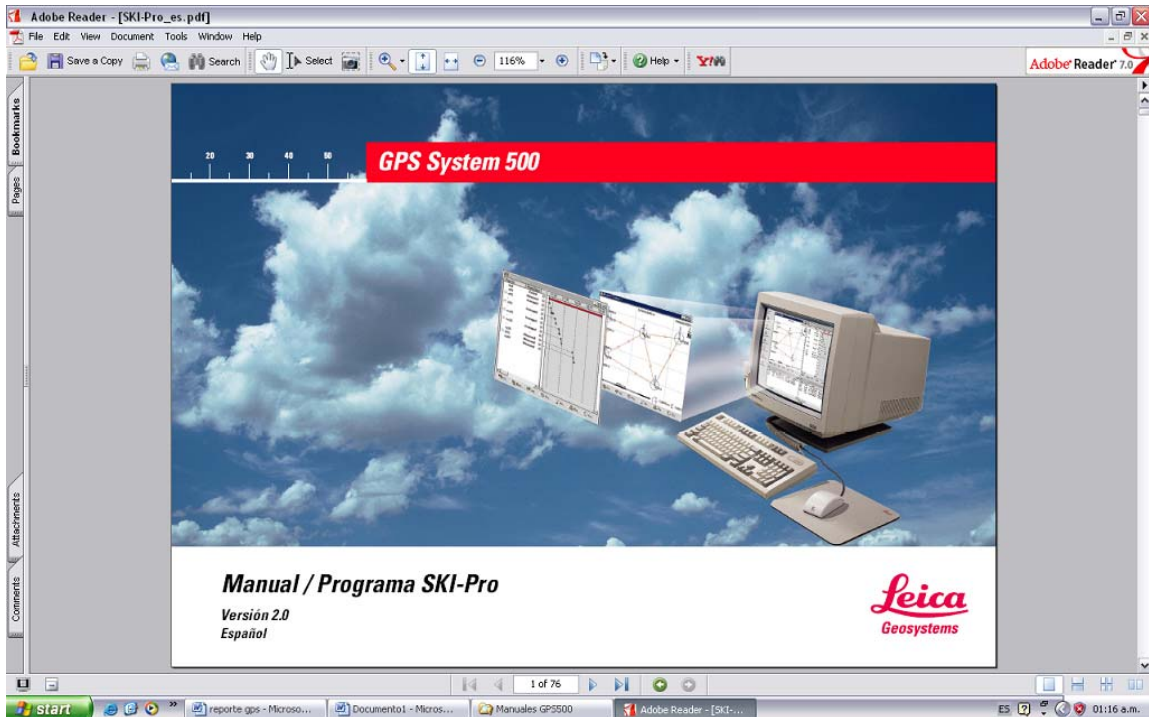 Adobe Reader - [SKI-Pro_es.pdf]
File Edit View Document Tools Window Help
Save a Copy Search Select 116% Help Y!
Adobe Reader 7.0
Bookmarks
Pages
Attachments
Comments
20 30 40 50
GPS System 500
Manual / Programa SKI-Pro
Versión 2.0
Español
Leica
Geosystems
1 of 76
start
reporte gps - Microso...
Documento1 - Micros...
Manuales GPS500
Adobe Reader - [SKI-...
ES
01:16 a.m.